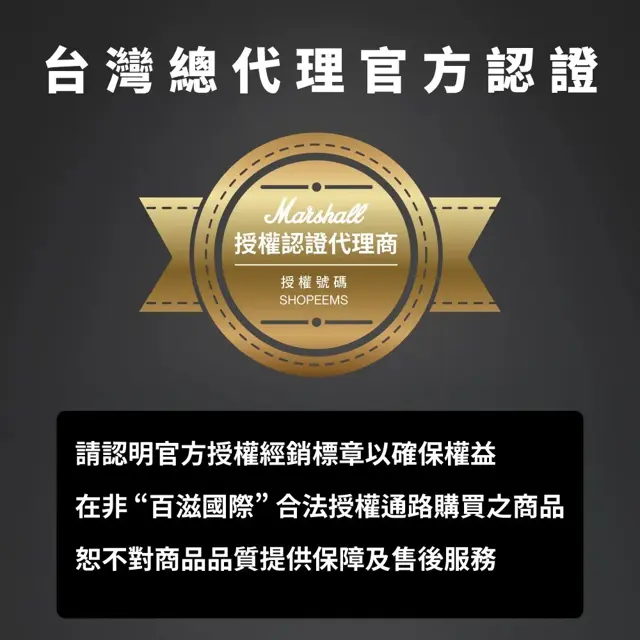 台灣總代理官方認證
Marshall
授權認證代理商
授權號碼
SHOPEEMS
請認明官方授權經銷標章以確保權益
在非“百滋國際”合法授權通路購買之商品
恕不對商品品質提供保障及售後服務